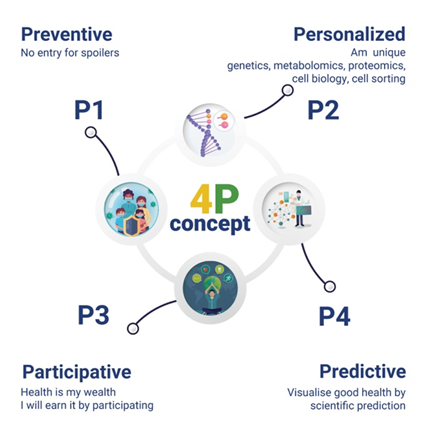 Preventive
No entry for spoilers
P1
Personalized
Am unique
genetics, metabolomics, proteomics,
cell biology, cell sorting
P2
4P
concept
P3
Participative
Health is my wealth
I will earn it by participating
P4
Predictive
Visualise good health by
scientific prediction